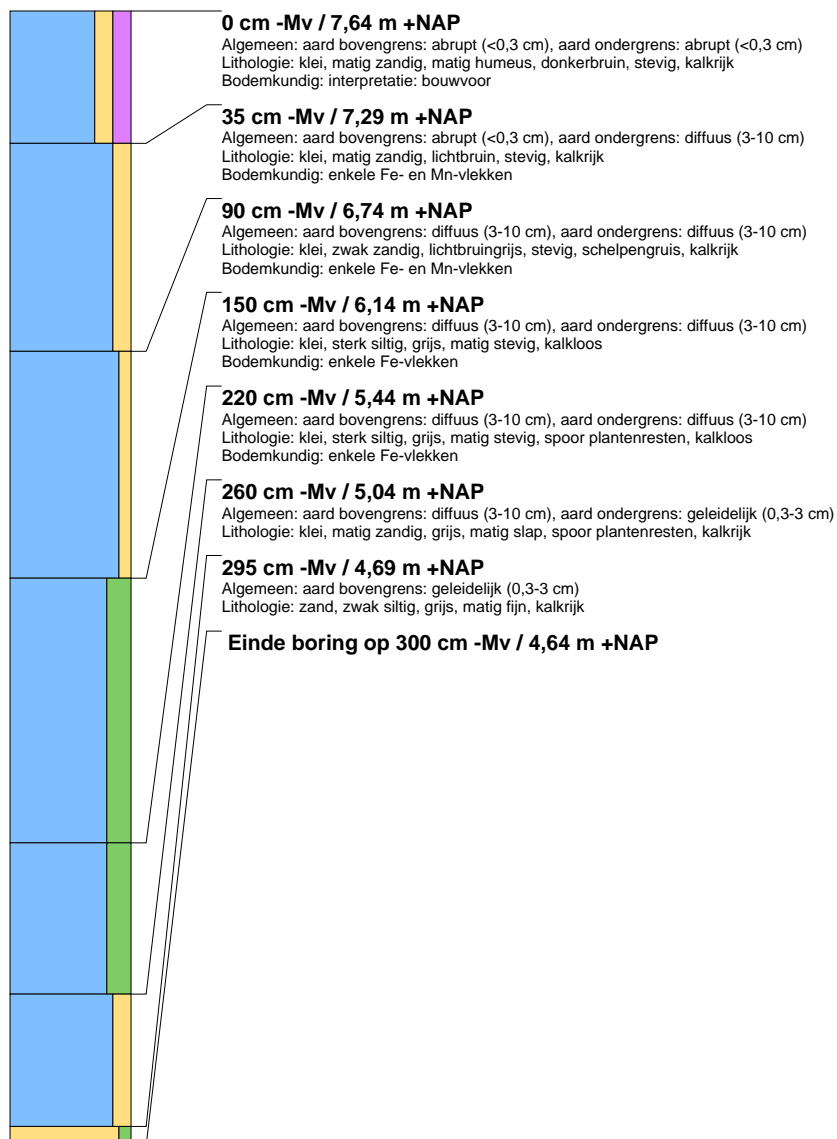 0 cm -Mv / 7,64 m +NAP
Algemeen: aard bovengrens: abrupt (<0,3 cm), aard ondergrens: abrupt (<0,3 cm)
Lithologie: klei, matig zandig, matig humeus, donkerbruin, stevig, kalkrijk
Bodemkundig: interpretatie: bouwvoor
35 cm -Mv / 7,29 m +NAP
Algemeen: aard bovengrens: abrupt (<0,3 cm), aard ondergrens: diffuus (3-10 cm)
Lithologie: klei, matig zandig, lichtbruin, stevig, kalkrijk
Bodemkundig: enkele Fe- en Mn-vlekken
90 cm -Mv / 6,74 m +NAP
Algemeen: aard bovengrens: diffuus (3-10 cm), aard ondergrens: diffuus (3-10 cm)
Lithologie: klei, zwak zandig, lichtbruingrijs, stevig, schelpengruis, kalkrijk
Bodemkundig: enkele Fe- en Mn-vlekken
150 cm -Mv / 6,14 m +NAP
Algemeen: aard bovengrens: diffuus (3-10 cm), aard ondergrens: diffuus (3-10 cm)
Lithologie: klei, sterk siltig, grijs, matig stevig, kalkloos
Bodemkundig: enkele Fe-vlekken
220 cm -Mv / 5,44 m +NAP
Algemeen: aard bovengrens: diffuus (3-10 cm), aard ondergrens: diffuus (3-10 cm)
Lithologie: klei, sterk siltig, grijs, matig stevig, spoor plantenresten, kalkloos
Bodemkundig: enkele Fe-vlekken
260 cm -Mv / 5,04 m +NAP
Algemeen: aard bovengrens: diffuus (3-10 cm), aard ondergrens: geleidelijk (0,3-3 cm)
Lithologie: klei, matig zandig, grijs, matig slap, spoor plantenresten, kalkrijk
295 cm -Mv / 4,69 m +NAP
Algemeen: aard bovengrens: geleidelijk (0,3-3 cm)
Lithologie: zand, zwak siltig, grijs, matig fijn, kalkrijk
Einde boring op 300 cm -Mv / 4,64 m +NAP